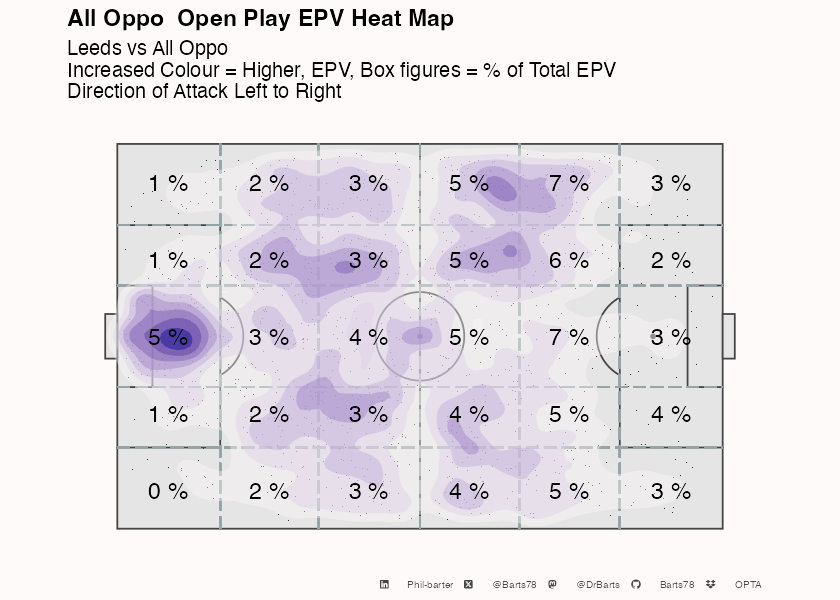 All Oppo  Open Play EPV Heat Map
Leeds vs All Oppo
Increased Colour = Higher, EPV, Box figures = % of Total EPV
Direction of Attack Left to Right
1 % 2 % 3 % 5 % 7 % 3 %
1 % 2 % 3 % 5 % 6 % 2 %
5 % 3 % 4 % 5 % 7 % 3 %
1 % 2 % 3 % 4 % 5 % 4 %
0 % 2 % 3 % 4 % 5 % 3 %
Phil-barter @Barts78 @DrBarts Barts78 OPTA